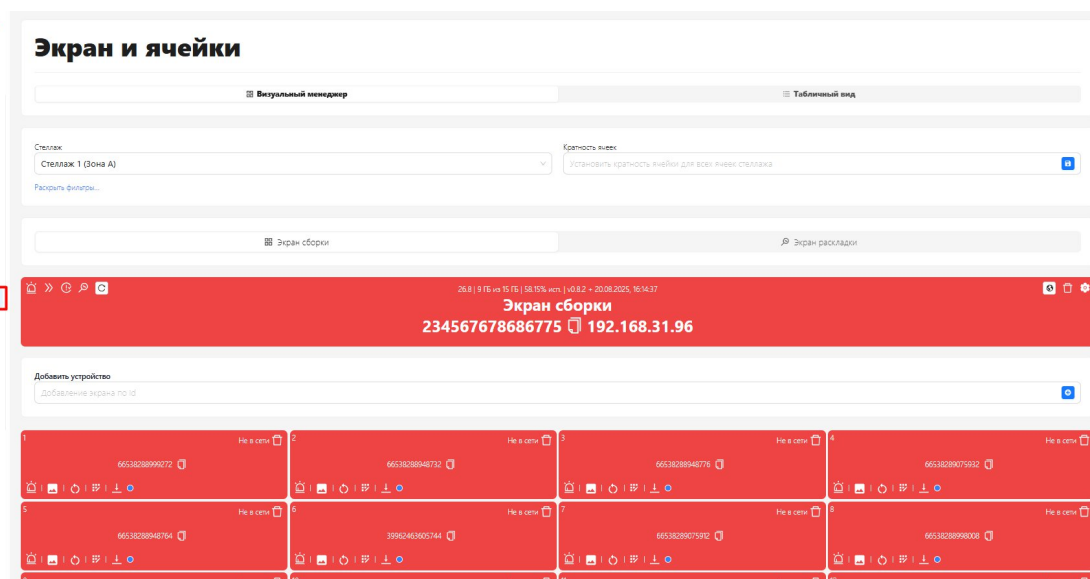 Экран и ячейки
Визуальный менеджер
Табличный вид
Стеллаж
Кратность ячеек
Стеллаж 1 (Зона А)
Установить кратность ячейки для всех ячеек стеллажа
Раскрыть фильтры...
Экран сборки
Экран раскладки
26.8 | 9 ГБ из 15 ГБ | 58.15% исп. | v0.8.2 + 20.08.2025, 16:14:37
Экран сборки
234567678686775 192.168.31.96
Добавить устройство
Добавление экрана по id
1 Не в сети 2 Не в сети 3 Не в сети 4 Не в сети
66538288999272 66538288948732 66538288948776 66538289075932
5 Не в сети 6 Не в сети 7 Не в сети 8 Не в сети
66538288948764 39962463605744 66538289075912 66538288998008